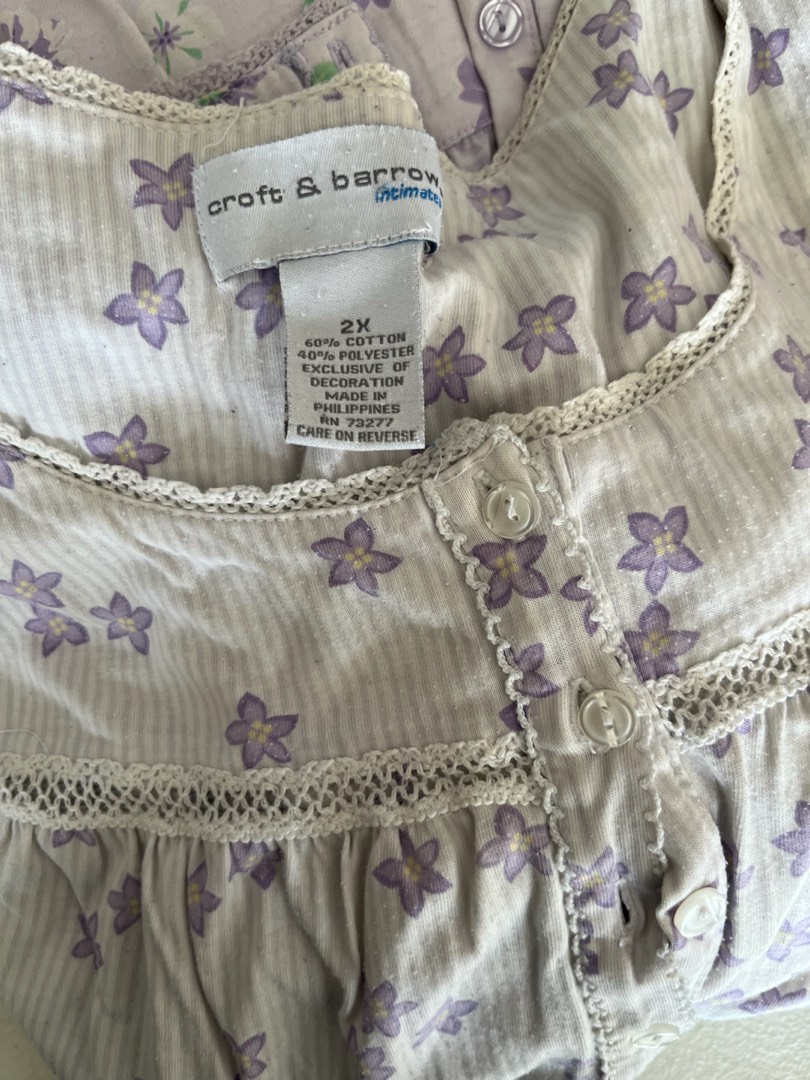 croft & barrow
intimates
2X
60% COTTON
40% POLYESTER
EXCLUSIVE OF
DECORATION
MADE IN
PHILIPPINES
RN 73277
CARE ON REVERSE